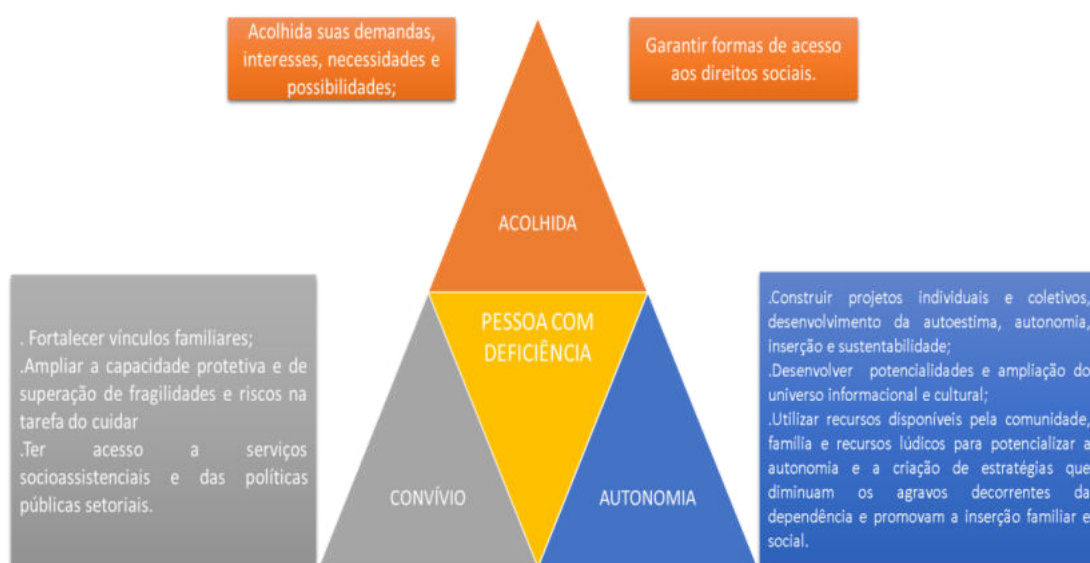 Acolhida suas demandas,
interesses, necessidades e
possibilidades;
Garantir formas de acesso
aos direitos sociais.
ACOLHIDA
PESSOA COM
DEFICIÊNCIA
CONVÍVIO
AUTONOMIA
. Fortalecer vínculos familiares;
.Ampliar a capacidade protetiva e de
superação de fragilidades e riscos na
tarefa do cuidar
.Ter acesso a serviços
socioassistenciais e das políticas
públicas setoriais.
.Construir projetos individuais e coletivos,
desenvolvimento da autoestima, autonomia,
inserção e sustentabilidade;
.Desenvolver potencialidades e ampliação do
universo informacional e cultural;
.Utilizar recursos disponíveis pela comunidade,
família e recursos lúdicos para potencializar a
autonomia e a criação de estratégias que
diminuam os agravos decorrentes da
dependência e promovam a inserção familiar e
social.